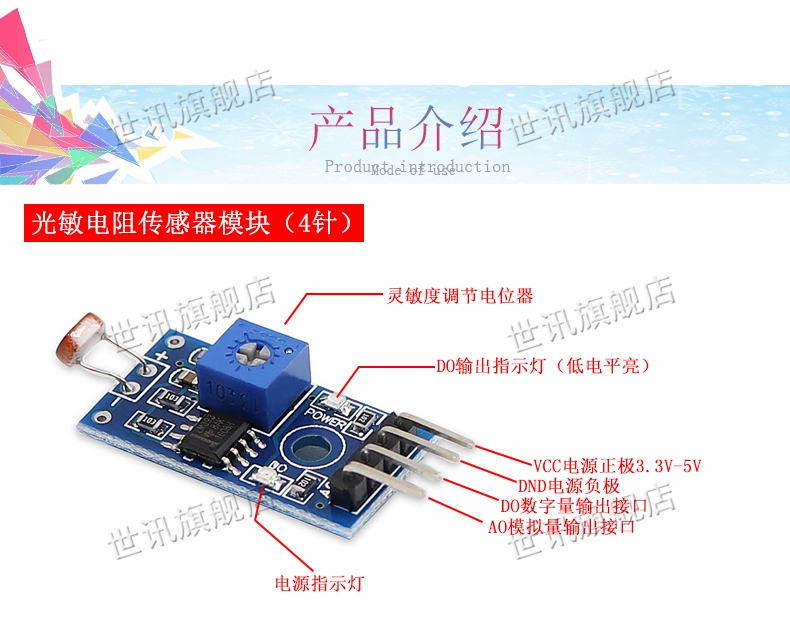 世讯旗舰店
世讯旗舰店
产品介绍
Product introduction
Mode of use
光敏电阻传感器模块（4针）
世讯旗舰店
世讯旗舰店
灵敏度调节电位器
DO输出指示灯（低电平亮）
+
-
103
POWER
DO
VCC电源正极3.3V-5V
DND电源负极
DO数字量输出接口
AO模拟量输出接口
世讯旗舰店
世讯旗舰店
电源指示灯